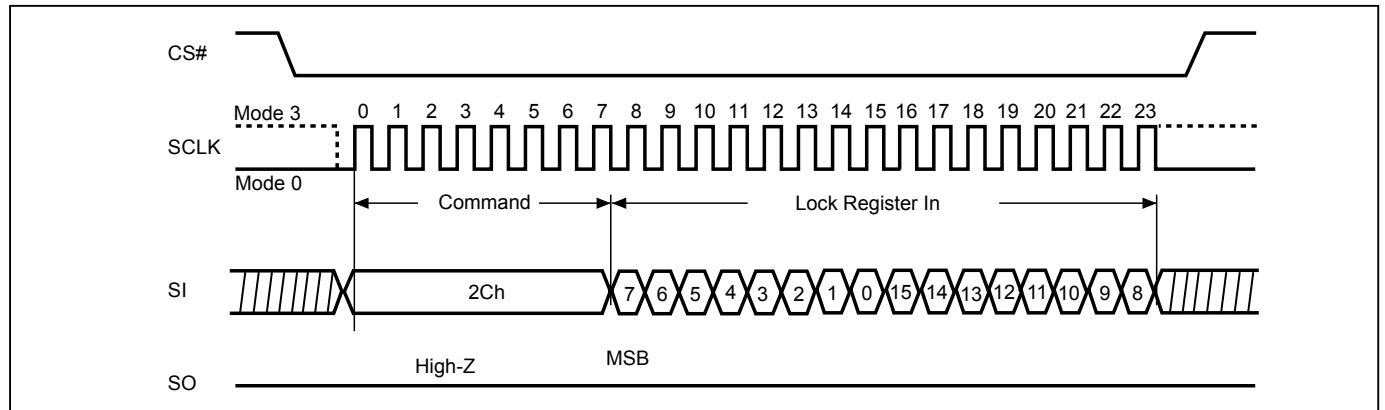 CS#
Mode 3 0 1 2 3 4 5 6 7 8 9 10 11 12 13 14 15 16 17 18 19 20 21 22 23
SCLK
Mode 0
Command Lock Register In
SI 2Ch 7 6 5 4 3 2 1 0 15 14 13 12 11 10 9 8
High-Z MSB
SO